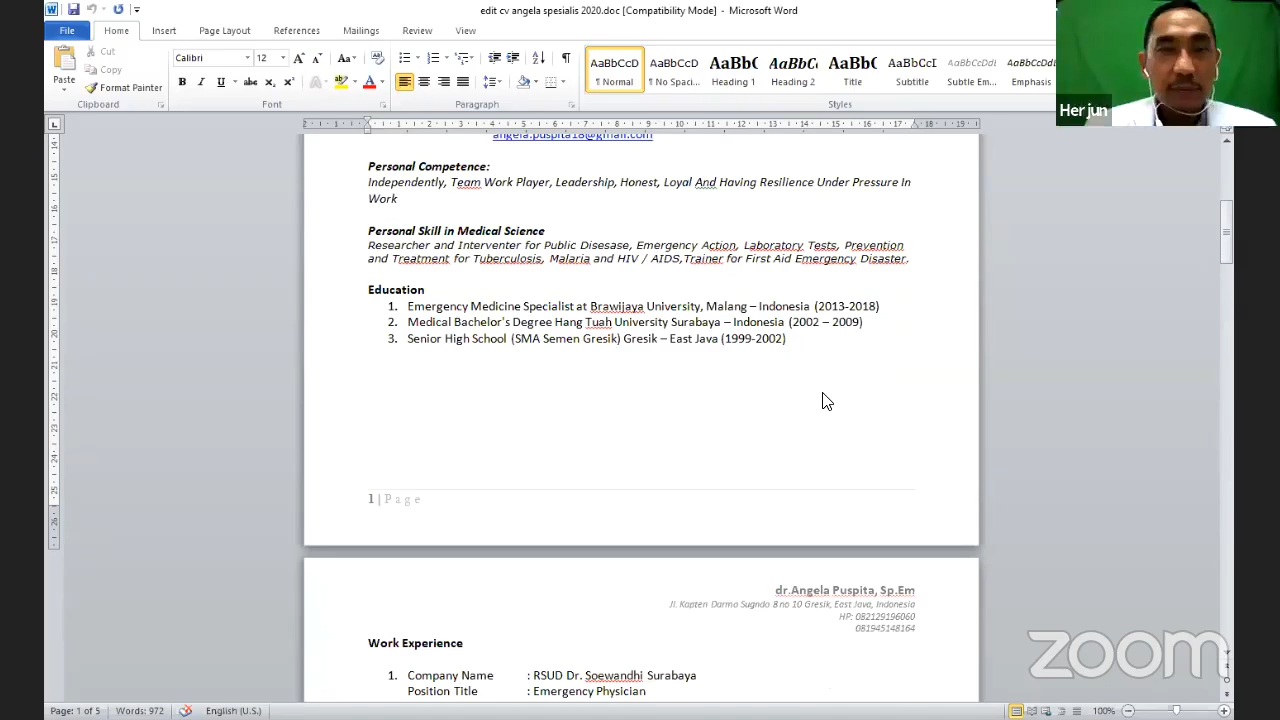 edit cv angela spesialis 2020.doc [Compatibility Mode] - Microsoft Word
File Home Insert Page Layout References Mailings Review View
Cut
Copy
Format Painter
Paste
Calibri 12
AaBbCcD AaBbCcD AaBbC AaBbCc AaBbC AaBbCcI AaBbCcDd AaBbCcD
¶ Normal ¶ No Spaci... Heading 1 Heading 2 Title Subtitle Subtle Em... Emphasis
Clipboard Font Paragraph Styles
Her jun
angela.puspita18@gmail.com
Personal Competence:
Independently, Team Work Player, Leadership, Honest, Loyal And Having Resilience Under Pressure In
Work
Personal Skill in Medical Science
Researcher and Interventer for Public Disesase, Emergency Action, Laboratory Tests, Prevention
and Treatment for Tuberculosis, Malaria and HIV / AIDS,Trainer for First Aid Emergency Disaster.
Education
1. Emergency Medicine Specialist at Brawijaya University, Malang – Indonesia (2013-2018)
2. Medical Bachelor's Degree Hang Tuah University Surabaya – Indonesia (2002 – 2009)
3. Senior High School (SMA Semen Gresik) Gresik – East Java (1999-2002)
1 | P a g e
dr.Angela Puspita, Sp.Em
Jl. Kapten Darmo Sugndo 8 no 10 Gresik, East Java, Indonesia
HP: 082129196060
081945148164
Work Experience
1. Company Name : RSUD Dr. Soewandhi Surabaya
Position Title : Emergency Physician
zoom
Page: 1 of 5 Words: 972 English (U.S.) 100%